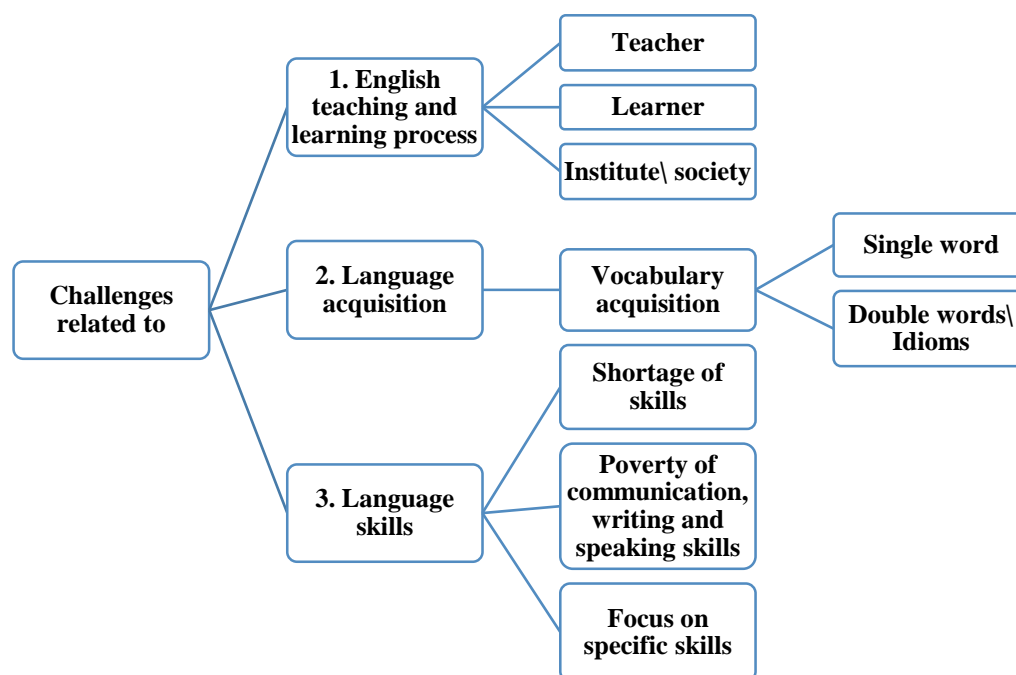 Challenges
related to
1. English
teaching and
learning process
Teacher
Learner
Institute\ society
2. Language
acquisition
Vocabulary
acquisition
Single word
Double words\
Idioms
3. Language
skills
Shortage of
skills
Poverty of
communication,
writing and
speaking skills
Focus on
specific skills